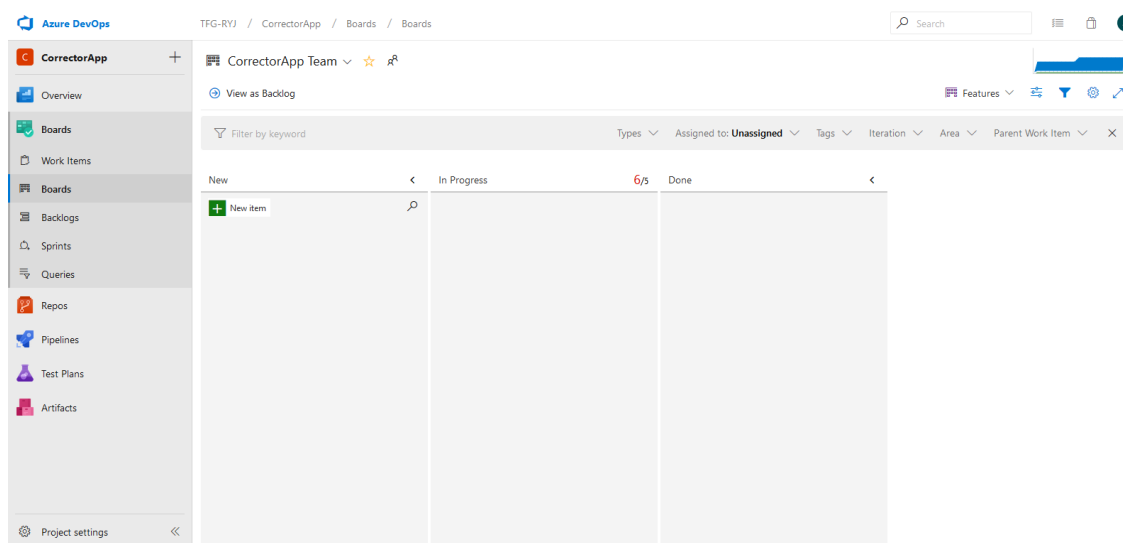 Azure DevOps
TFG-RYJ / CorrectorApp / Boards / Boards
Search
C CorrectorApp
CorrectorApp Team
Overview
View as Backlog
Features
Boards
Filter by keyword
Types
Assigned to: Unassigned
Tags
Iteration
Area
Parent Work Item
Work Items
Boards
New
In Progress 6/5
Done
New item
Backlogs
Sprints
Queries
Repos
Pipelines
Test Plans
Artifacts
Project settings